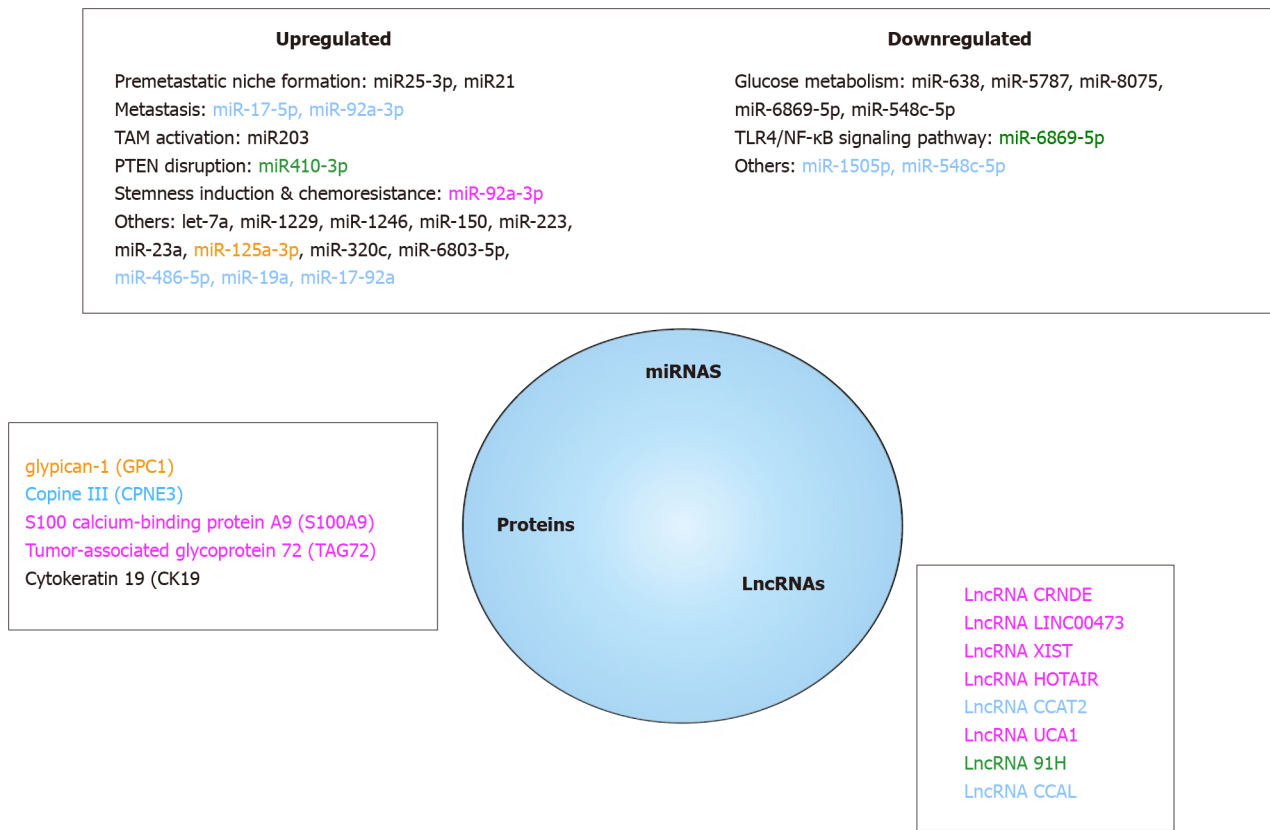 Upregulated
Premetastatic niche formation: miR25-3p, miR21
Metastasis: miR-17-5p, miR-92a-3p
TAM activation: miR203
PTEN disruption: miR410-3p
Stemness induction & chemoresistance: miR-92a-3p
Others: let-7a, miR-1229, miR-1246, miR-150, miR-223,
miR-23a, miR-125a-3p, miR-320c, miR-6803-5p,
miR-486-5p, miR-19a, miR-17-92a
Downregulated
Glucose metabolism: miR-638, miR-5787, miR-8075,
miR-6869-5p, miR-548c-5p
TLR4/NF-κB signaling pathway: miR-6869-5p
Others: miR-1505p, miR-548c-5p
miRNAS
Proteins
LncRNAs
glypican-1 (GPC1)
Copine III (CPNE3)
S100 calcium-binding protein A9 (S100A9)
Tumor-associated glycoprotein 72 (TAG72)
Cytokeratin 19 (CK19
LncRNA CRNDE
LncRNA LINC00473
LncRNA XIST
LncRNA HOTAIR
LncRNA CCAT2
LncRNA UCA1
LncRNA 91H
LncRNA CCAL